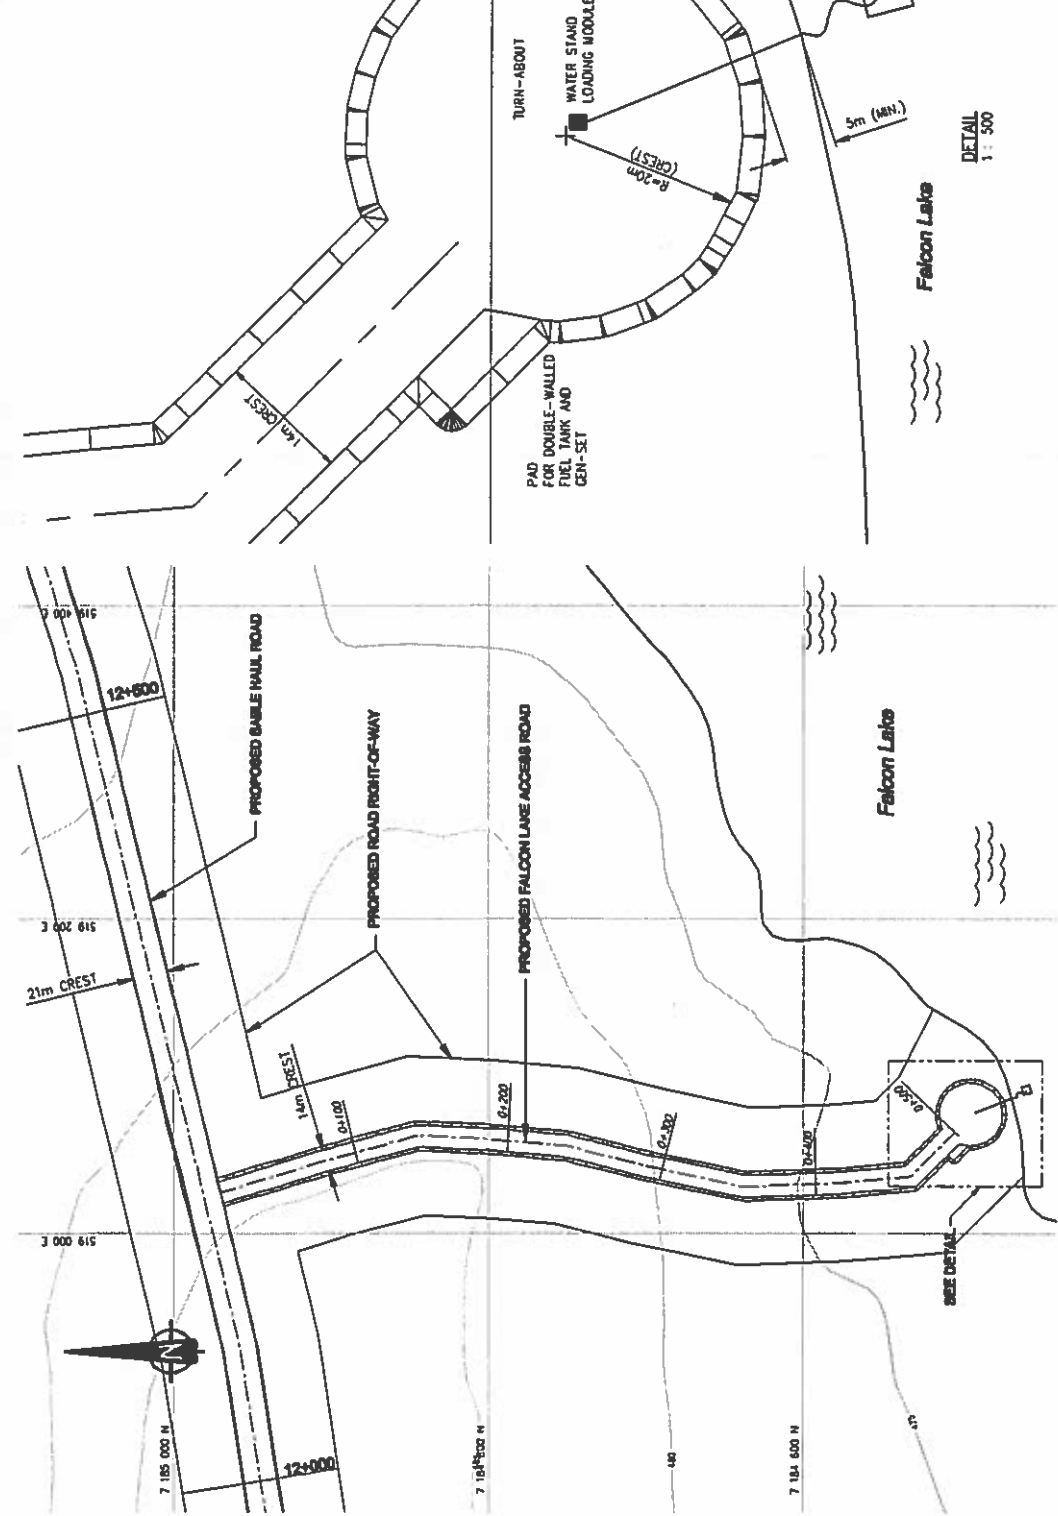 TURN-ABOUT
WATER STAND
LOADING MODULE
R=20m
(CREST)
5m (MIN.)
DETAIL
1 : 500
Falcon Lake
14m CREST
PAD
FOR DOUBLE-WALLED
FUEL TANK AND
GEN-SET
519 400 E
12+600
PROPOSED SABLE HAUL ROAD
PROPOSED ROAD RIGHT-OF-WAY
PROPOSED FALCON LAKE ACCESS ROAD
Falcon Lake
519 200 E
21m CREST
14m CREST
0+100
0+200
0+300
0+400
0+500
519 000 E
SEE DETAIL
N
7 185 000 N
7 184 800 N
480
7 184 600 N
12+000